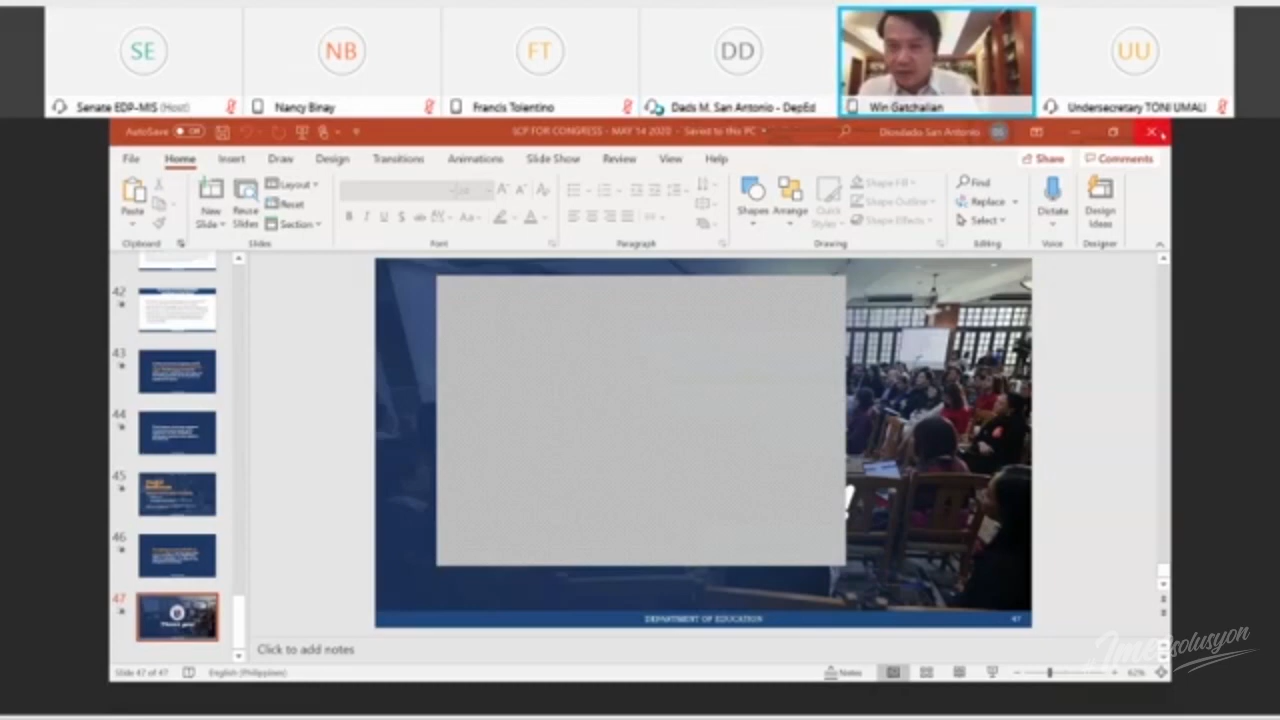 SE
NB
FT
DD
UU
Senate EDP-MIS (Host)
Nancy Binay
Francis Tolentino
Dads M. San Antonio - DepEd
Win Gatchalian
Undersecretary TONI UMALI
AutoSave Off
SCP FOR CONGRESS - MAY 14 2020 - Saved to this PC
Diosdado San Antonio
DS
File Home Insert Draw Design Transitions Animations Slide Show Review View Help
Share Comments
Paste
New Slide
Reuse Slides
Layout
Reset
Section
Shapes Arrange
Quick Styles
Shape Fill
Shape Outline
Shape Effects
Find
Replace
Select
Dictate
Design Ideas
Clipboard
Slides
Font
Paragraph
Drawing
Editing
Voice
Designer
42
43
44
45
46
47
Thank you!
!
DEPARTMENT OF EDUCATION 47
Click to add notes
Slide 47 of 47
English (Philippines)
Notes
62%
solusyon